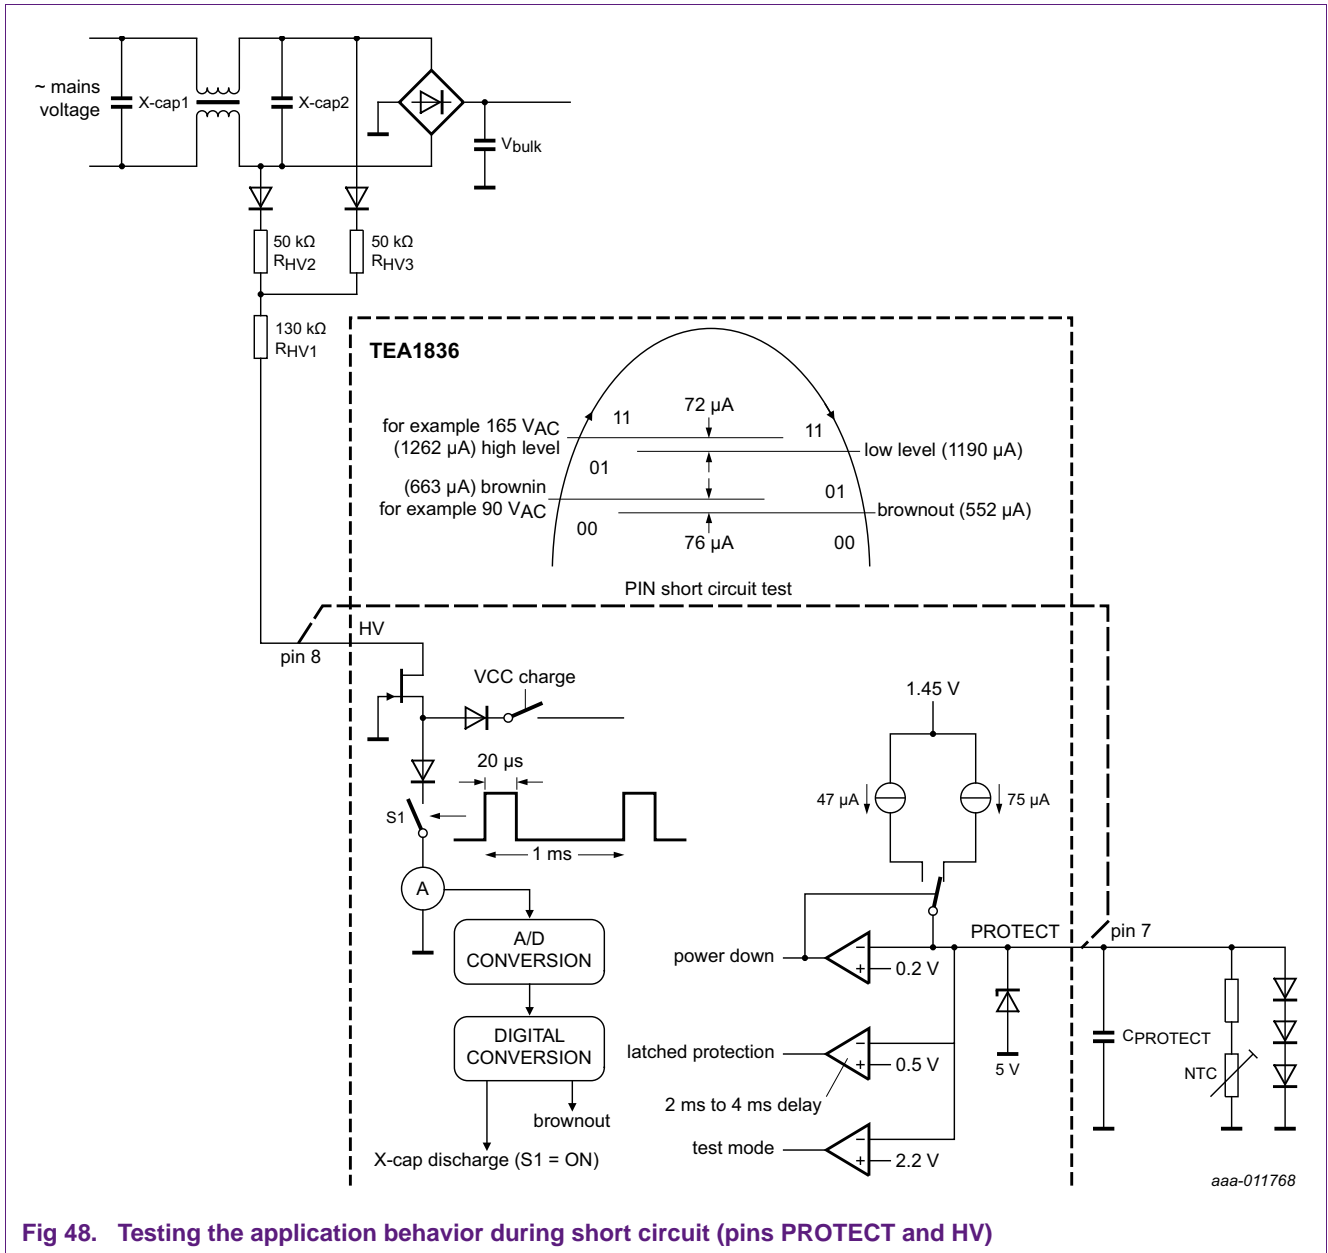 ~ mains
voltage
X-cap1
X-cap2
Vbulk
50 kΩ
RHV2
50 kΩ
RHV3
130 kΩ
RHV1
TEA1836
for example 165 VAC
(1262 µA) high level
11
72 µA
11
low level (1190 µA)
01
(663 µA) brownin
for example 90 VAC
01
brownout (552 µA)
00
76 µA
00
PIN short circuit test
HV
pin 8
VCC charge
1.45 V
20 µs
S1
1 ms
47 µA
75 µA
A
A/D
CONVERSION
DIGITAL
CONVERSION
brownout
X-cap discharge (S1 = ON)
PROTECT
pin 7
power down
−
+
0.2 V
latched protection
−
+
0.5 V
2 ms to 4 ms delay
test mode
−
+
2.2 V
5 V
CPROTECT
NTC
aaa-011768
Fig 48. Testing the application behavior during short circuit (pins PROTECT and HV)